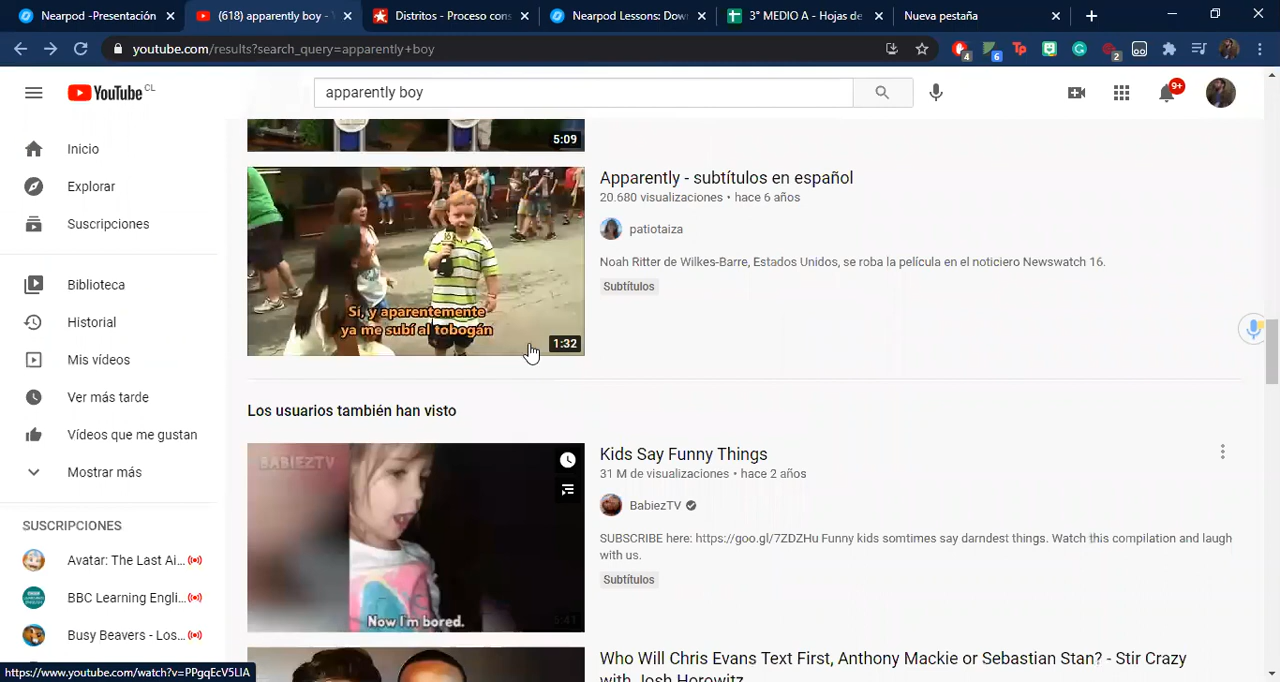 Nearpod -Presentación
(618) apparently boy -
Distritos - Proceso cons
Nearpod Lessons: Dow
3° MEDIO A - Hojas de
Nueva pestaña
youtube.com/results?search_query=apparently+boy
4
6
Tp
2
YouTube CL
apparently boy
9+
Inicio
Explorar
Suscripciones
Biblioteca
Historial
Mis vídeos
Ver más tarde
Vídeos que me gustan
Mostrar más
SUSCRIPCIONES
Avatar: The Last Ai...
BBC Learning Engli...
Busy Beavers - Los...
5:09
Sí, y aparentemente
ya me subí al tobogán
1:32
Apparently - subtítulos en español
20.680 visualizaciones • hace 6 años
patiotaiza
Noah Ritter de Wilkes-Barre, Estados Unidos, se roba la película en el noticiero Newswatch 16.
Subtítulos
Los usuarios también han visto
BABIEZTV
Now I'm bored.
5:41
Kids Say Funny Things
31 M de visualizaciones • hace 2 años
BabiezTV
SUBSCRIBE here: https://goo.gl/7ZDZHu Funny kids somtimes say darndest things. Watch this compilation and laugh
with us.
Subtítulos
Who Will Chris Evans Text First, Anthony Mackie or Sebastian Stan? - Stir Crazy
with Josh Horowitz
https://www.youtube.com/watch?v=PPgqEcV5LIA